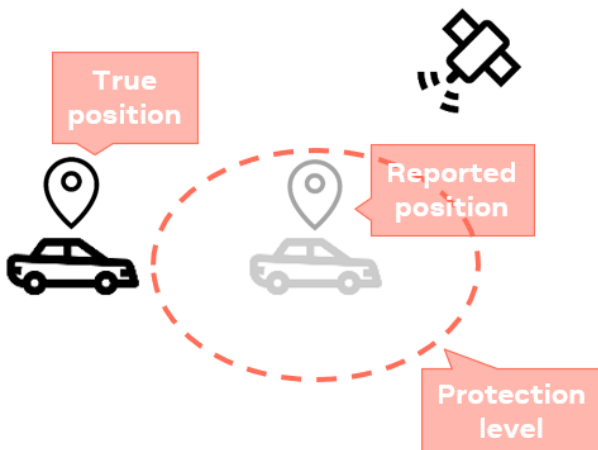 True
position
Reported
position
Protection
level